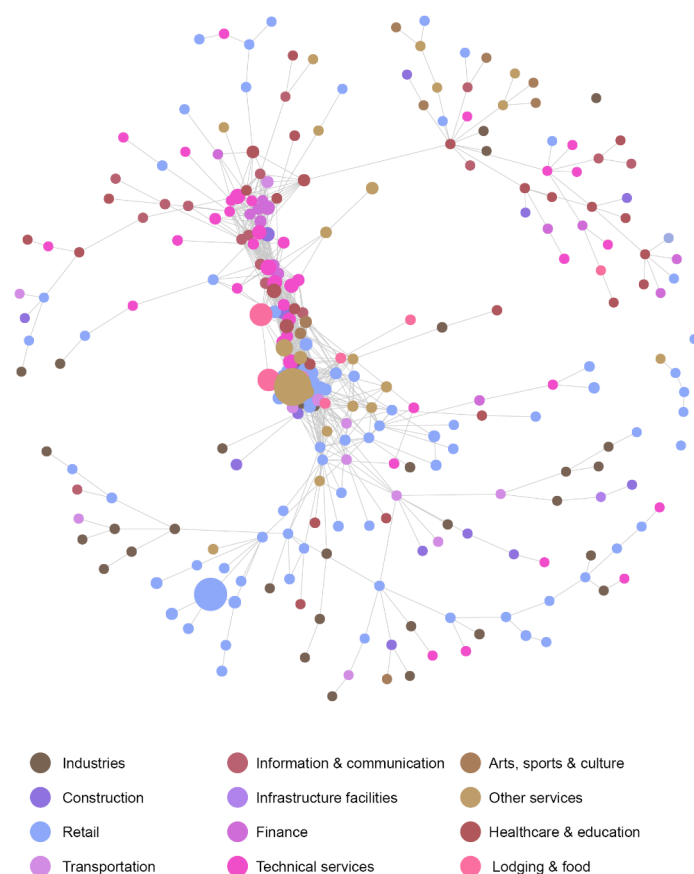 Industries
Information & communication
Arts, sports & culture
Construction
Infrastructure facilities
Other services
Retail
Finance
Healthcare & education
Transportation
Technical services
Lodging & food